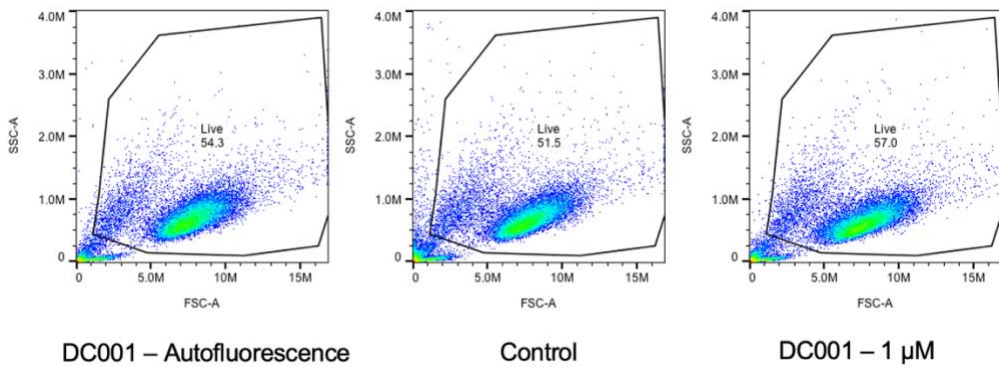 4.0M
3.0M
2.0M
1.0M
0
SSC-A
Live
54.3
0 5.0M 10M 15M
FSC-A
DC001 – Autofluorescence
4.0M
3.0M
2.0M
1.0M
0
SSC-A
Live
51.5
0 5.0M 10M 15M
FSC-A
Control
4.0M
3.0M
2.0M
1.0M
0
SSC-A
Live
57.0
0 5.0M 10M 15M
FSC-A
DC001 – 1 µM